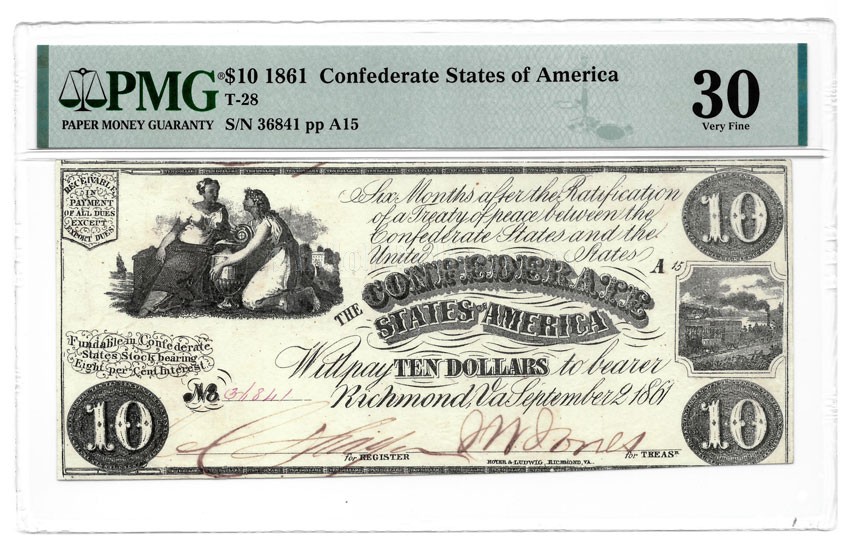 PMG® $10 1861 Confederate States of America
T-28
PAPER MONEY GUARANTY S/N 36841 pp A15
30
Very Fine
RECEIVABLE
IN
PAYMENT
OF ALL DUES
EXCEPT
EXPORT DUES
Six Months after the Ratification
of a Treaty of peace between the
Confederate States and the
United States
10
A 15
THE CONFEDERATE
STATES OF AMERICA
Fundable in Confederate
States Stock bearing
Eight per Cent Interest
Will pay TEN DOLLARS to bearer
No 36841
Richmond, Va September 2 1861
10
10
J W Jones
for REGISTER
HOYER & LUDWIG, RICHMOND, VA.
for TREASR